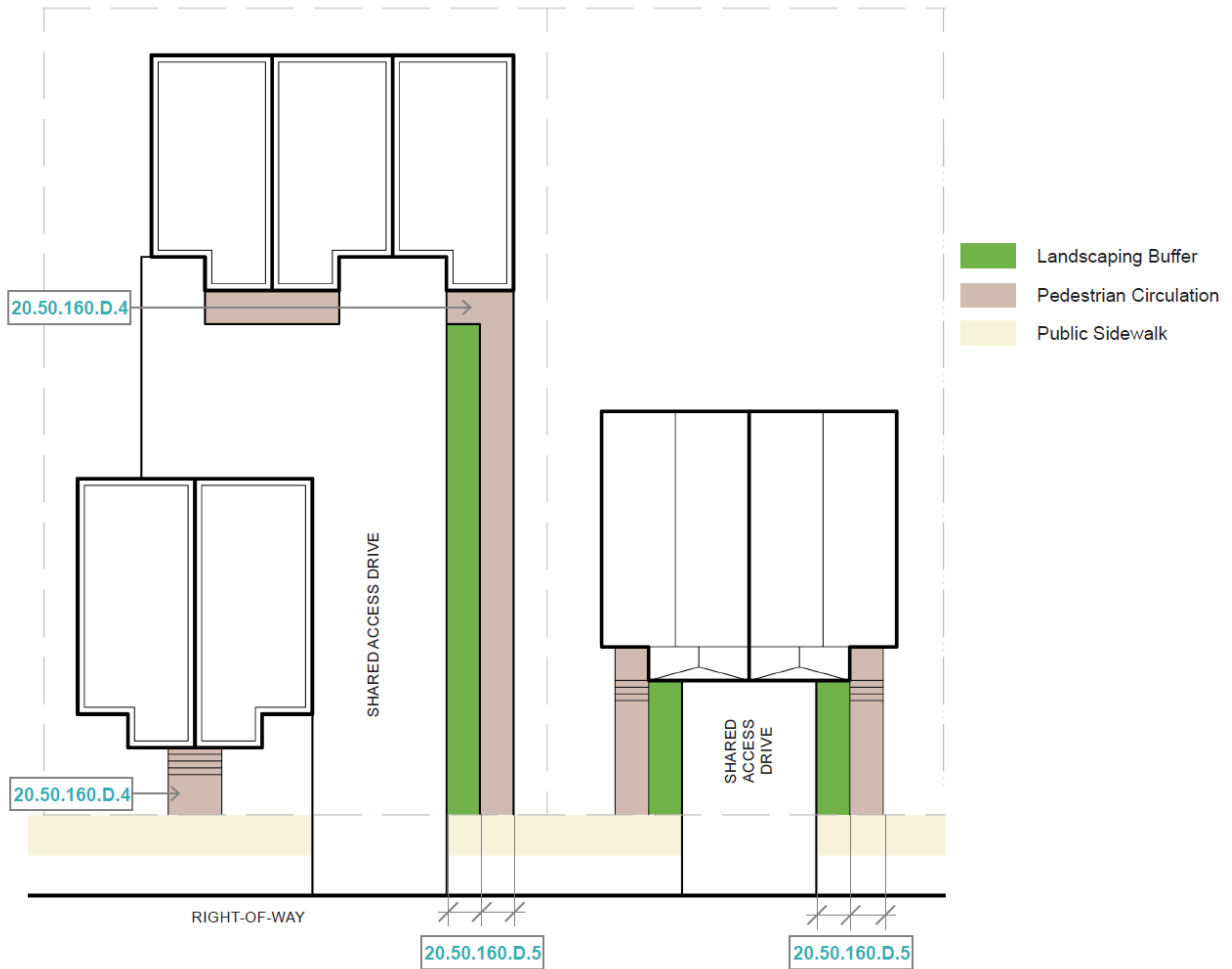 Landscaping Buffer
20.50.160.D.4
Pedestrian Circulation
Public Sidewalk
SHARED ACCESS DRIVE
SHARED
ACCESS
DRIVE
20.50.160.D.4
RIGHT-OF-WAY
20.50.160.D.5
20.50.160.D.5